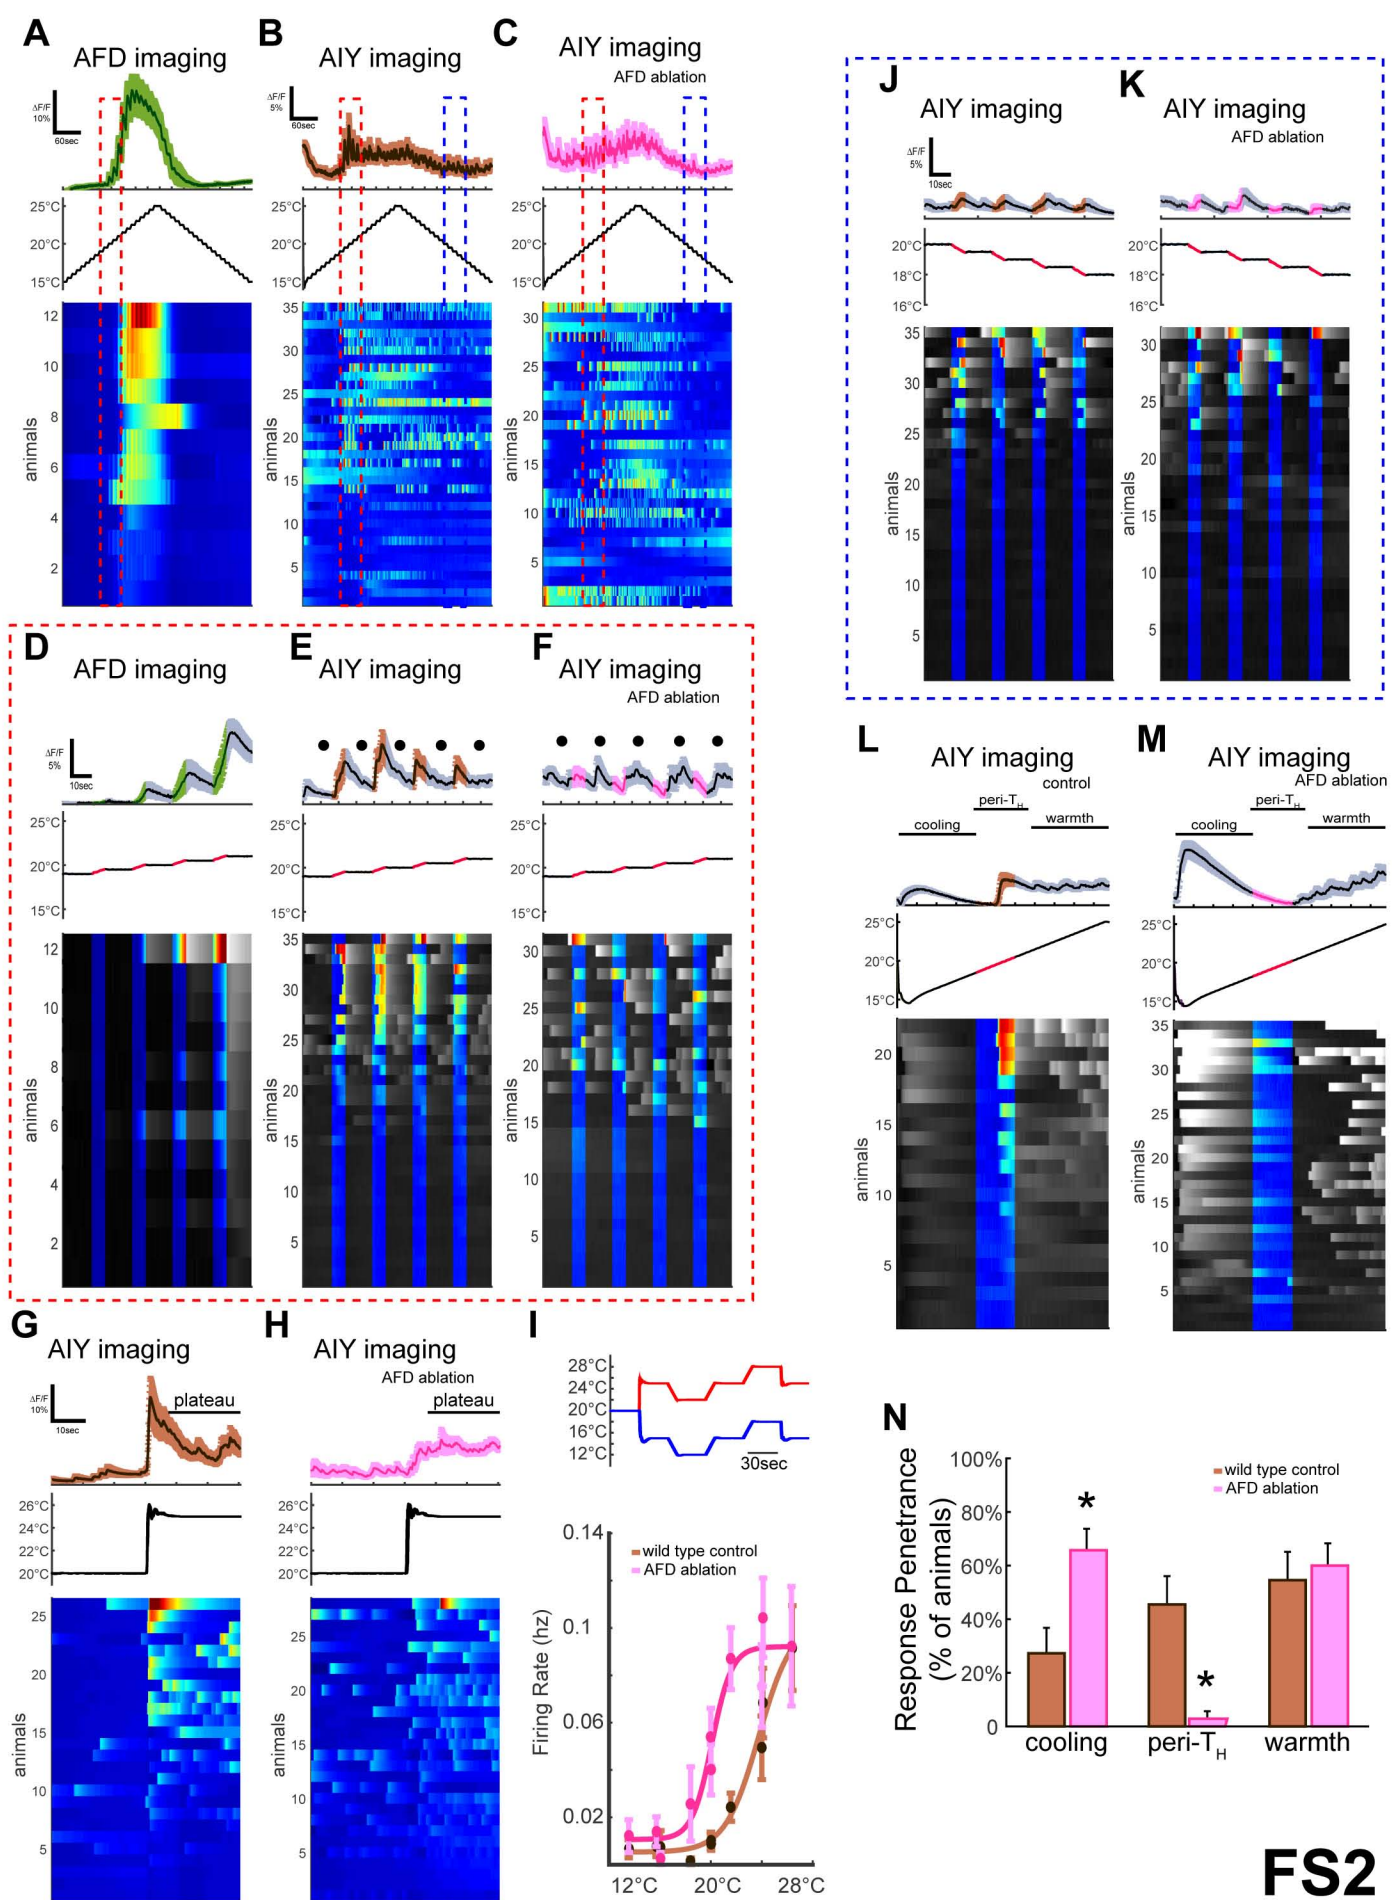 A
AFD imaging
ΔF/F
10%
60sec
25°C
20°C
15°C
12
10
8
6
4
2
animals
B
AIY imaging
ΔF/F
5%
60sec
25°C
20°C
15°C
35
30
25
20
15
10
5
animals
C
AIY imaging
AFD ablation
25°C
20°C
15°C
30
25
20
15
10
5
animals
D
AFD imaging
ΔF/F
5%
10sec
25°C
20°C
15°C
12
10
8
6
4
2
animals
E
AIY imaging
25°C
20°C
15°C
35
30
25
20
15
10
5
animals
F
AIY imaging
AFD ablation
25°C
20°C
15°C
30
25
20
15
10
5
animals
G
AIY imaging
ΔF/F
10%
10sec
plateau
26°C
24°C
22°C
20°C
25
20
15
10
5
animals
H
AIY imaging
AFD ablation
plateau
26°C
24°C
22°C
20°C
25
20
15
10
5
animals
I
28°C
24°C
20°C
16°C
12°C
30sec
0.14
0.1
0.06
0.02
Firing Rate (hz)
wild type control
AFD ablation
12°C
20°C
28°C
J
AIY imaging
ΔF/F
5%
10sec
20°C
18°C
16°C
35
30
25
20
15
10
5
animals
K
AIY imaging
AFD ablation
20°C
18°C
16°C
30
20
15
10
5
animals
L
AIY imaging
control
peri-TH
cooling
warmth
25°C
20°C
15°C
20
15
10
5
animals
M
AIY imaging
AFD ablation
peri-TH
cooling
warmth
25°C
20°C
15°C
35
30
25
20
15
10
5
animals
N
Response Penetrance
(% of animals)
100%
80%
60%
40%
20%
0
wild type control
AFD ablation
*
*
cooling
peri-TH
warmth
FS2